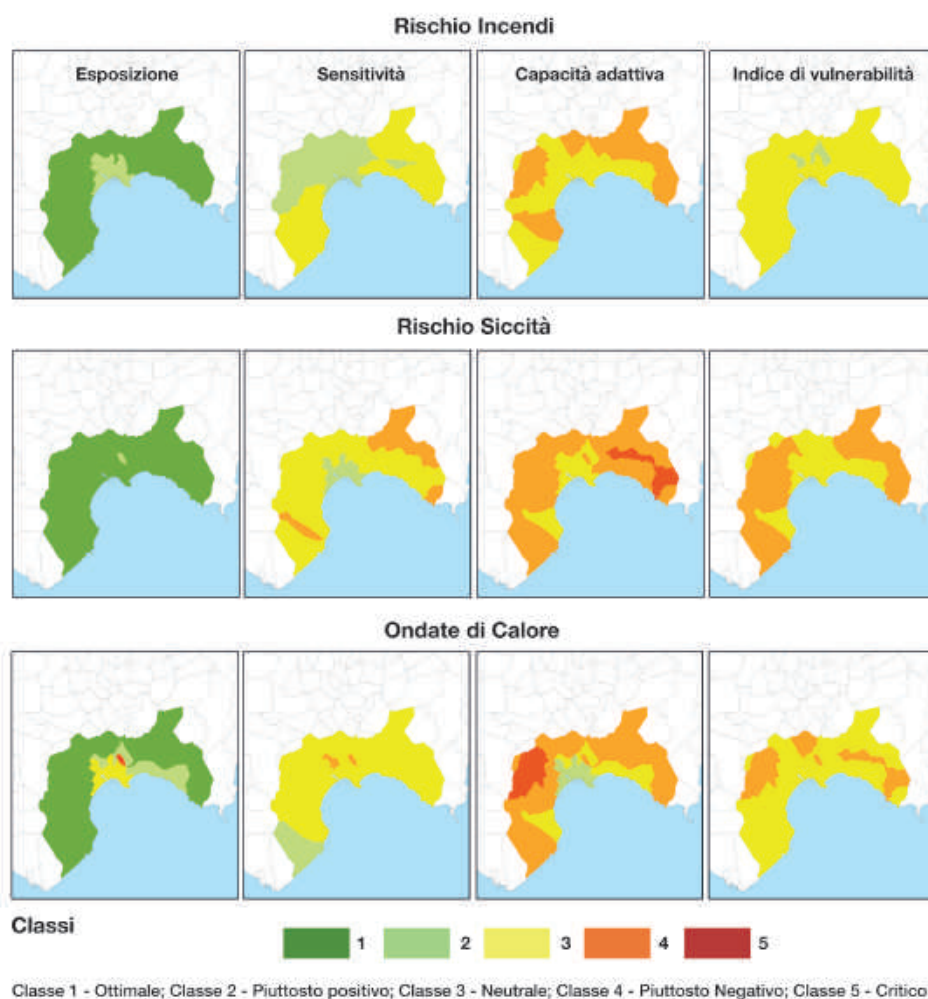 Rischio Incendi
Esposizione
Sensitività
Capacità adattiva
Indice di vulnerabilità
Rischio Siccità
Ondate di Calore
Classi
1
2
3
4
5
Classe 1 - Ottimale; Classe 2 - Piuttosto positivo; Classe 3 - Neutrale; Classe 4 - Piuttosto Negativo; Classe 5 - Critico